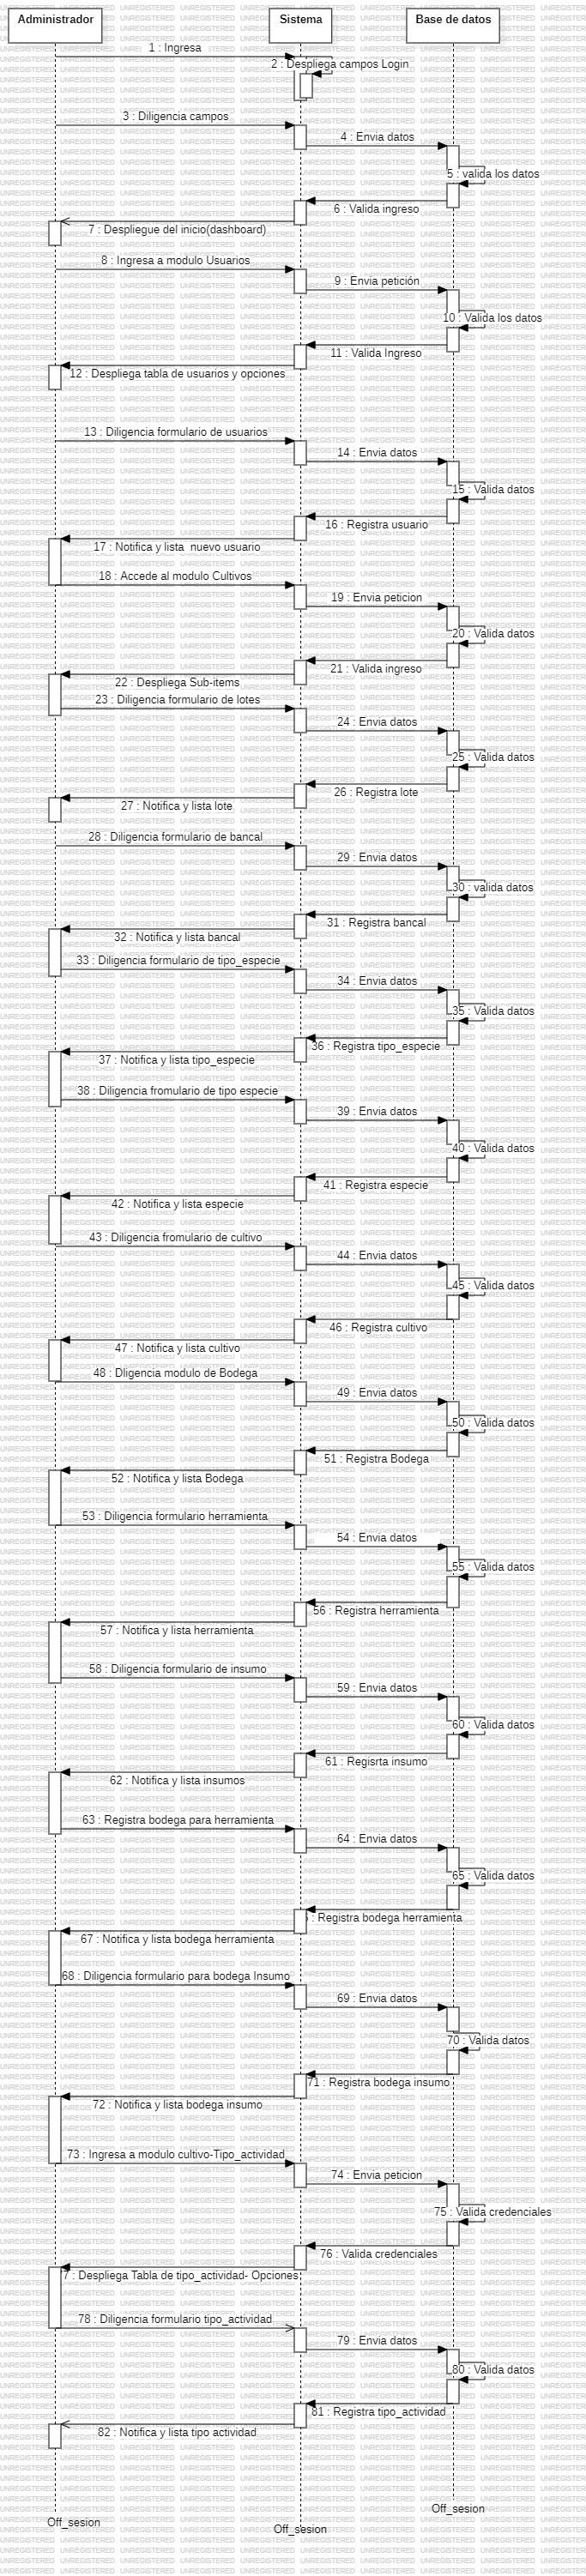 Administrador
Sistema
Base de datos
1 : Ingresa
2 : Despliega campos Login
3 : Diligencia campos
4 : Envia datos
5 : valida los datos
6 : Valida ingreso
7 : Despliegue del inicio(dashboard)
8 : Ingresa a modulo Usuarios
9 : Envia petición
10 : Valida los datos
11 : Valida Ingreso
12 : Despliega tabla de usuarios y opciones
13 : Diligencia formulario de usuarios
14 : Envia datos
15 : Valida datos
16 : Registra usuario
17 : Notifica y lista  nuevo usuario
18 : Accede al modulo Cultivos
19 : Envia peticion
20 : Valida datos
21 : Valida ingreso
22 : Despliega Sub-items
23 : Diligencia formulario de lotes
24 : Envia datos
25 : Valida datos
26 : Registra lote
27 : Notifica y lista lote
28 : Diligencia formulario de bancal
29 : Envia datos
30 : valida datos
31 : Registra bancal
32 : Notifica y lista bancal
33 : Diligencia formulario de tipo_especie
34 : Envia datos
35 : Valida datos
36 : Registra tipo_especie
37 : Notifica y lista tipo_especie
38 : Diligencia fromulario de tipo especie
39 : Envia datos
40 : Valida datos
41 : Registra especie
42 : Notifica y lista especie
43 : Diligencia fromulario de cultivo
44 : Envia datos
45 : Valida datos
46 : Registra cultivo
47 : Notifica y lista cultivo
48 : Dligencia modulo de Bodega
49 : Envia datos
50 : Valida datos
51 : Registra Bodega
52 : Notifica y lista Bodega
53 : Diligencia formulario herramienta
54 : Envia datos
55 : Valida datos
56 : Registra herramienta
57 : Notifica y lista herramienta
58 : Diligencia formulario de insumo
59 : Envia datos
60 : Valida datos
61 : Regisrta insumo
62 : Notifica y lista insumos
63 : Registra bodega para herramienta
64 : Envia datos
65 : Valida datos
: Registra bodega herramienta
67 : Notifica y lista bodega herramienta
68 : Diligencia formulario para bodega Insumo
69 : Envia datos
70 : Valida datos
71 : Registra bodega insumo
72 : Notifica y lista bodega insumo
73 : Ingresa a modulo cultivo-Tipo_actividad
74 : Envia peticion
75 : Valida credenciales
76 : Valida credenciales
7 : Despliega Tabla de tipo_actividad- Opciones
78 : Diligencia formulario tipo_actividad
79 : Envia datos
80 : Valida datos
81 : Registra tipo_actividad
82 : Notifica y lista tipo actividad
Off_sesion
Off_sesion
Off_sesion